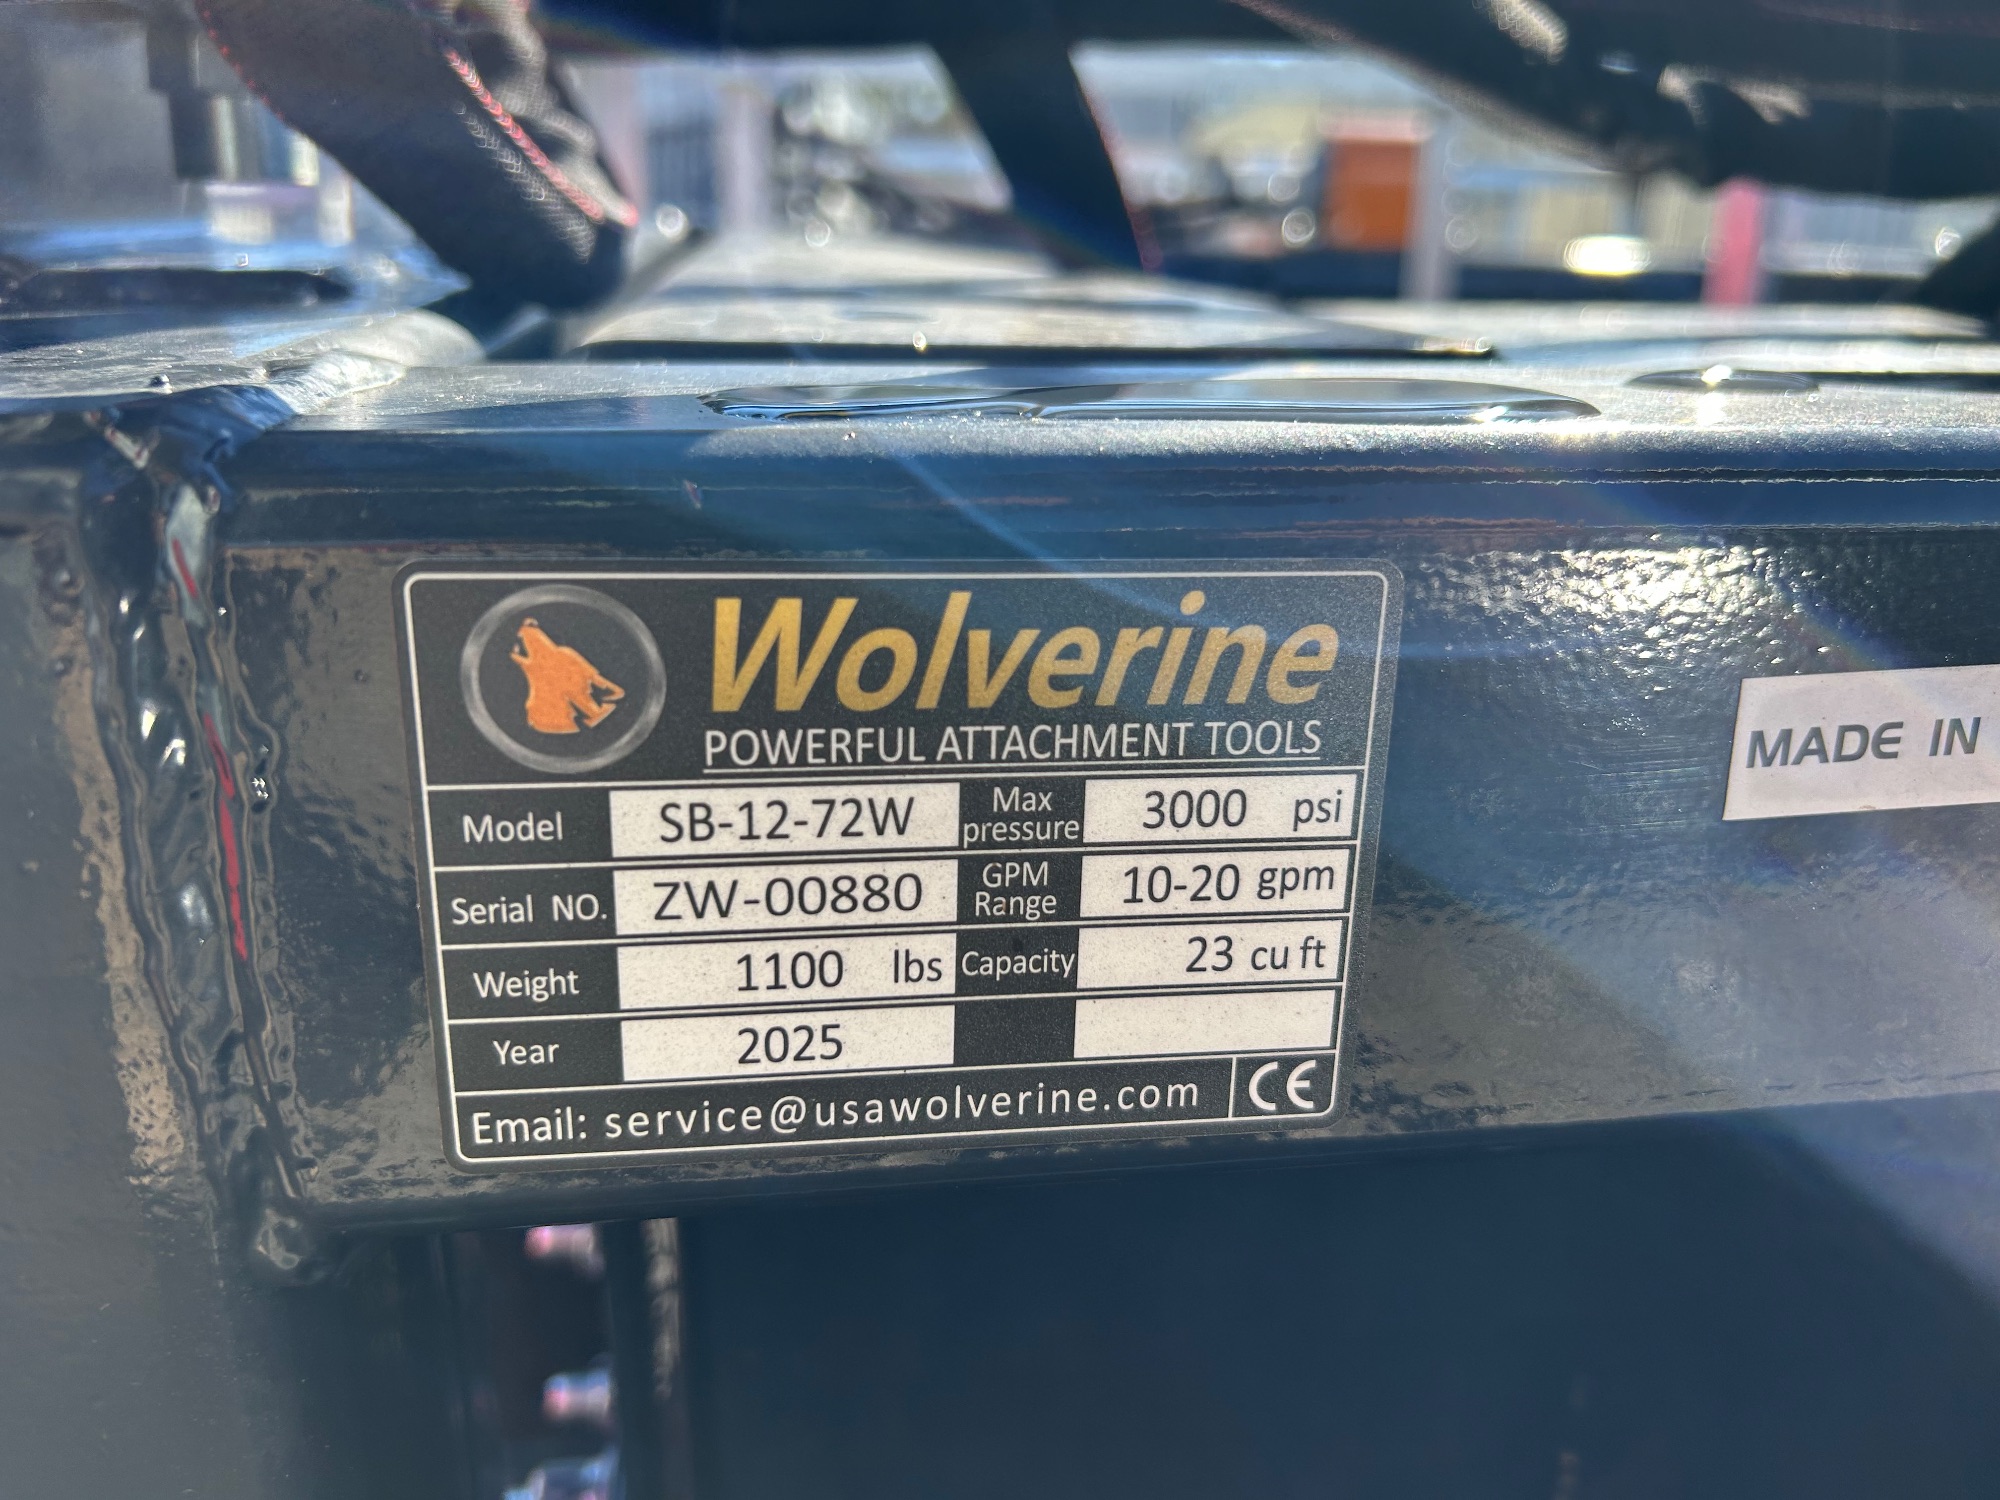 Wolverine
POWERFUL ATTACHMENT TOOLS
Model SB-12-72W Max pressure 3000 psi
Serial NO. ZW-00880 GPM Range 10-20 gpm
Weight 1100 lbs Capacity 23 cu ft
Year 2025
Email: service@usawolverine.com CE
MADE IN